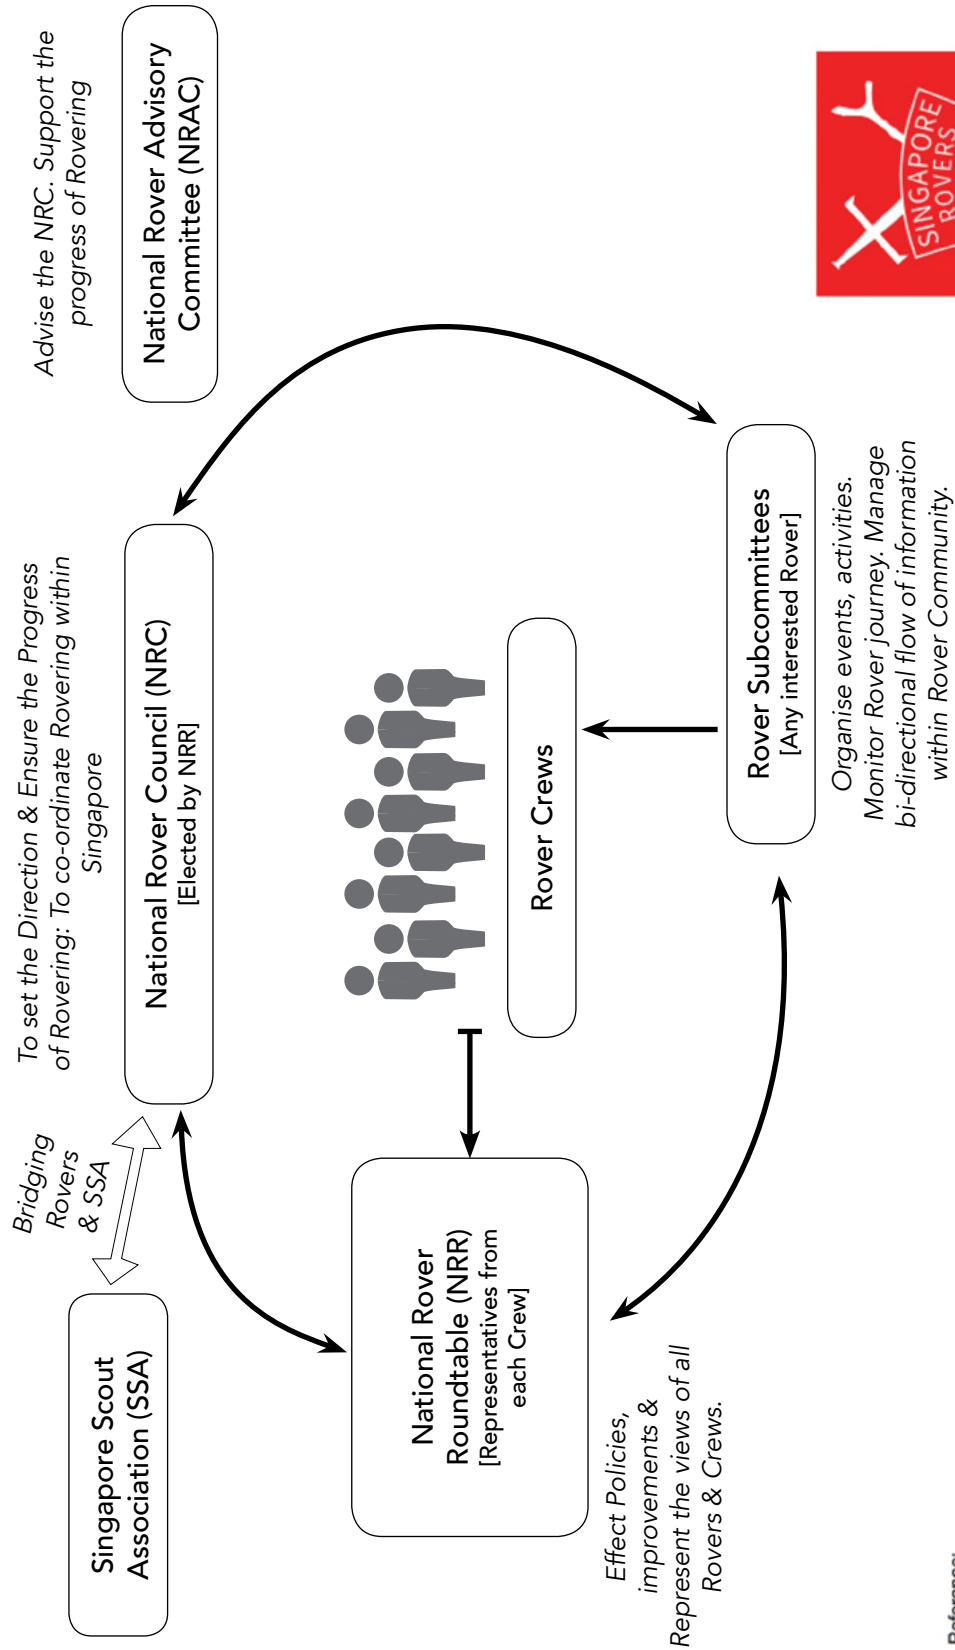 Singapore Scout
Association (SSA)
Bridging
Rovers
& SSA
To set the Direction & Ensure the Progress
of Rovering: To co-ordinate Rovering within
Singapore
National Rover Council (NRC)
[Elected by NRR]
Advise the NRC. Support the
progress of Rovering
National Rover Advisory
Committee (NRAC)
National Rover
Roundtable (NRR)
[Representatives from
each Crew]
Effect Policies,
improvements &
Represent the views of all
Rovers & Crews.
Rover Crews
Rover Subcommittees
[Any interested Rover]
Organise events, activities.
Monitor Rover journey. Manage
bi-directional flow of information
within Rover Community.
SINGAPORE
ROVERS
Reference: